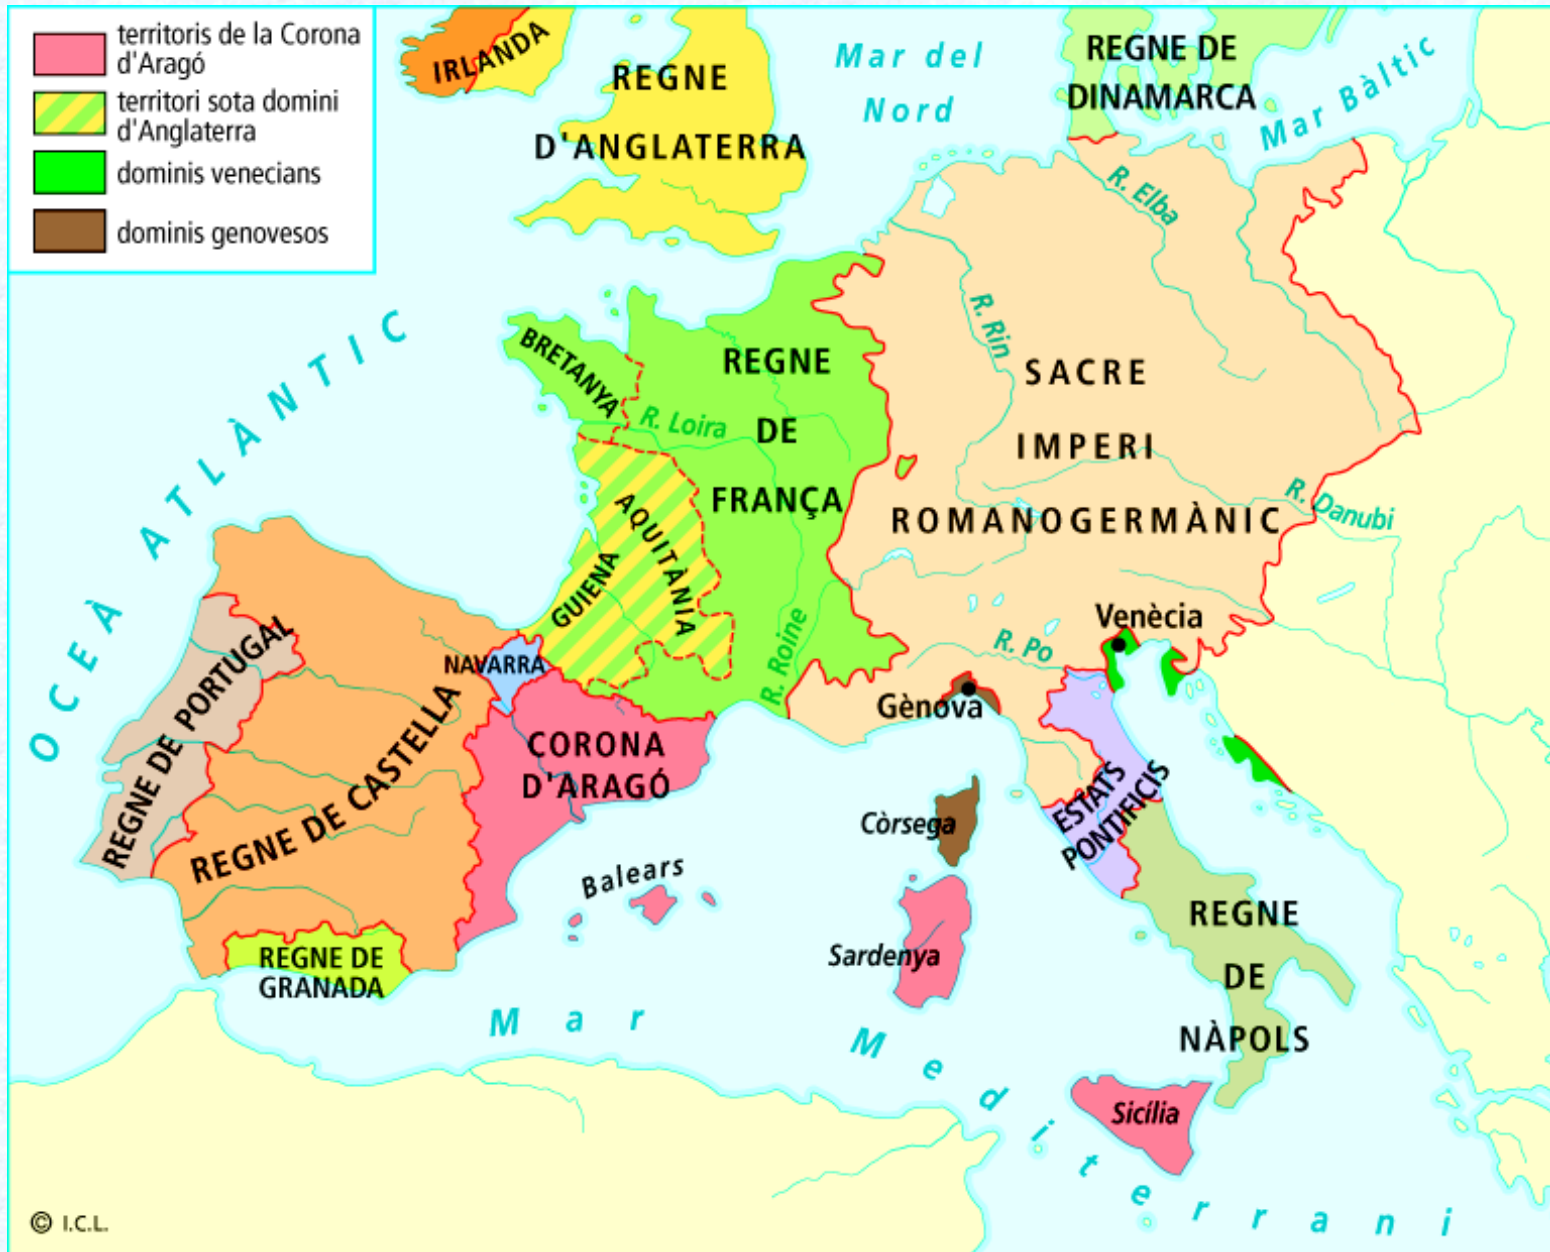 territoris de la Corona
d'Aragó
territori sota domini
d'Anglaterra
dominis venecians
dominis genovesos
IRLANDA
REGNE
D'ANGLATERRA
Mar del
Nord
REGNE DE
DINAMARCA
Mar Bàltic
R. Elba
R. Rin
OCEÀ ATLÀNTIC
BRETANYA
REGNE
DE
FRANÇA
R. Loira
SACRE
IMPERI
ROMANOGERMÀNIC
R. Danubi
AQUITÀNIA
GUIENA
R. Roine
R. Po
Venècia
Gènova
NAVARRA
REGNE DE PORTUGAL
REGNE DE CASTELLA
CORONA
D'ARAGÓ
ESTATS
PONTIFICIS
Còrsega
Balears
Sardenya
REGNE DE
GRANADA
REGNE
DE
NÀPOLS
Mar Mediterrani
Sicília
© I.C.L.